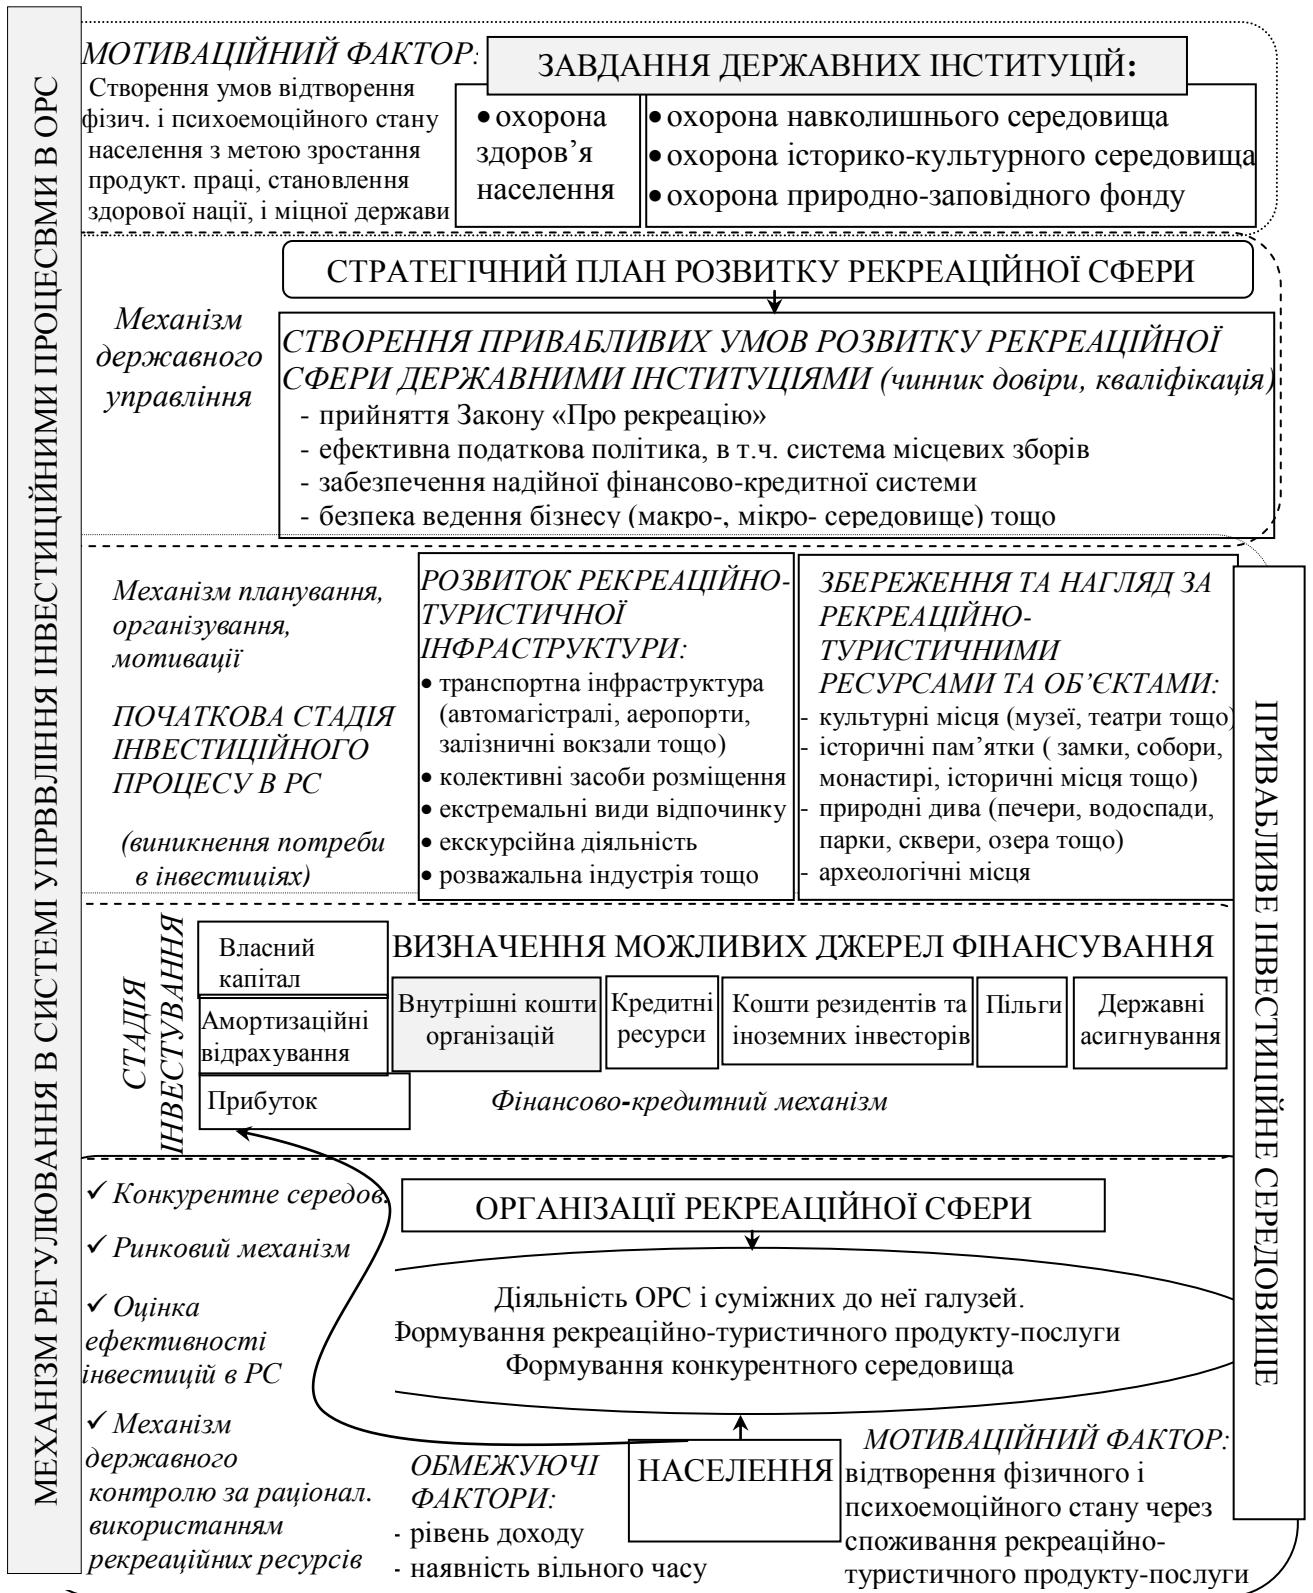 МЕХАНІЗМ РЕГУЛЮВАННЯ В СИСТЕМІ УПРВВЛІННЯ ІНВЕСТИЦІЙНИМИ ПРОЦЕСВМИ В ОРС
МОТИВАЦІЙНИЙ ФАКТОР:
Створення умов відтворення
фізич. і психоемоційного стану
населення з метою зростання
продукт. праці, становлення
здорової нації, і міцної держави
ЗАВДАННЯ ДЕРЖАВНИХ ІНСТИТУЦІЙ:
• охорона
здоров’я
населення
• охорона навколишнього середовища
• охорона історико-культурного середовища
• охорона природно-заповідного фонду
СТРАТЕГІЧНИЙ ПЛАН РОЗВИТКУ РЕКРЕАЦІЙНОЇ СФЕРИ
Механізм
державного
управління
СТВОРЕННЯ ПРИВАБЛИВИХ УМОВ РОЗВИТКУ РЕКРЕАЦІЙНОЇ
СФЕРИ ДЕРЖАВНИМИ ІНСТИТУЦІЯМИ (чинник довіри, кваліфікація)
- прийняття Закону «Про рекреацію»
- ефективна податкова політика, в т.ч. система місцевих зборів
- забезпечення надійної фінансово-кредитної системи
- безпека ведення бізнесу (макро-, мікро- середовище) тощо
Механізм планування,
організування,
мотивації
ПОЧАТКОВА СТАДІЯ
ІНВЕСТИЦІЙНОГО
ПРОЦЕСУ В РС
(виникнення потреби
в інвестиціях)
РОЗВИТОК РЕКРЕАЦІЙНО-
ТУРИСТИЧНОЇ
ІНФРАСТРУКТУРИ:
• транспортна інфраструктура
(автомагістралі, аеропорти,
залізничні вокзали тощо)
• колективні засоби розміщення
• екстремальні види відпочинку
• екскурсійна діяльність
• розважальна індустрія тощо
ЗБЕРЕЖЕННЯ ТА НАГЛЯД ЗА
РЕКРЕАЦІЙНО-
ТУРИСТИЧНИМИ
РЕСУРСАМИ ТА ОБ’ЄКТАМИ:
- культурні місця (музеї, театри тощо)
- історичні пам’ятки ( замки, собори,
монастирі, історичні місця тощо)
- природні дива (печери, водоспади,
парки, сквери, озера тощо)
- археологічні місця
ПРИВАБЛИВЕ ІНВЕСТИЦІЙНЕ СЕРЕДОВИЩЕ
СТАДІЯ
ІНВЕСТУВАННЯ
Власний
капітал
Амортизаційні
відрахування
Прибуток
ВИЗНАЧЕННЯ МОЖЛИВИХ ДЖЕРЕЛ ФІНАНСУВАННЯ
Внутрішні кошти
організацій
Кредитні
ресурси
Кошти резидентів та
іноземних інвесторів
Пільги
Державні
асигнування
Фінансово-кредитний механізм
✓ Конкурентне середов.
✓ Ринковий механізм
✓ Оцінка
ефективності
інвестицій в РС
✓ Механізм
державного
контролю за раціонал.
використанням
рекреаційних ресурсів
ОРГАНІЗАЦІЇ РЕКРЕАЦІЙНОЇ СФЕРИ
Діяльність ОРС і суміжних до неї галузей.
Формування рекреаційно-туристичного продукту-послуги
Формування конкурентного середовища
ОБМЕЖУЮЧІ
ФАКТОРИ:
- рівень доходу
- наявність вільного часу
НАСЕЛЕННЯ
МОТИВАЦІЙНИЙ ФАКТОР:
відтворення фізичного і
психоемоційного стану через
споживання рекреаційно-
туристичного продукту-послуги